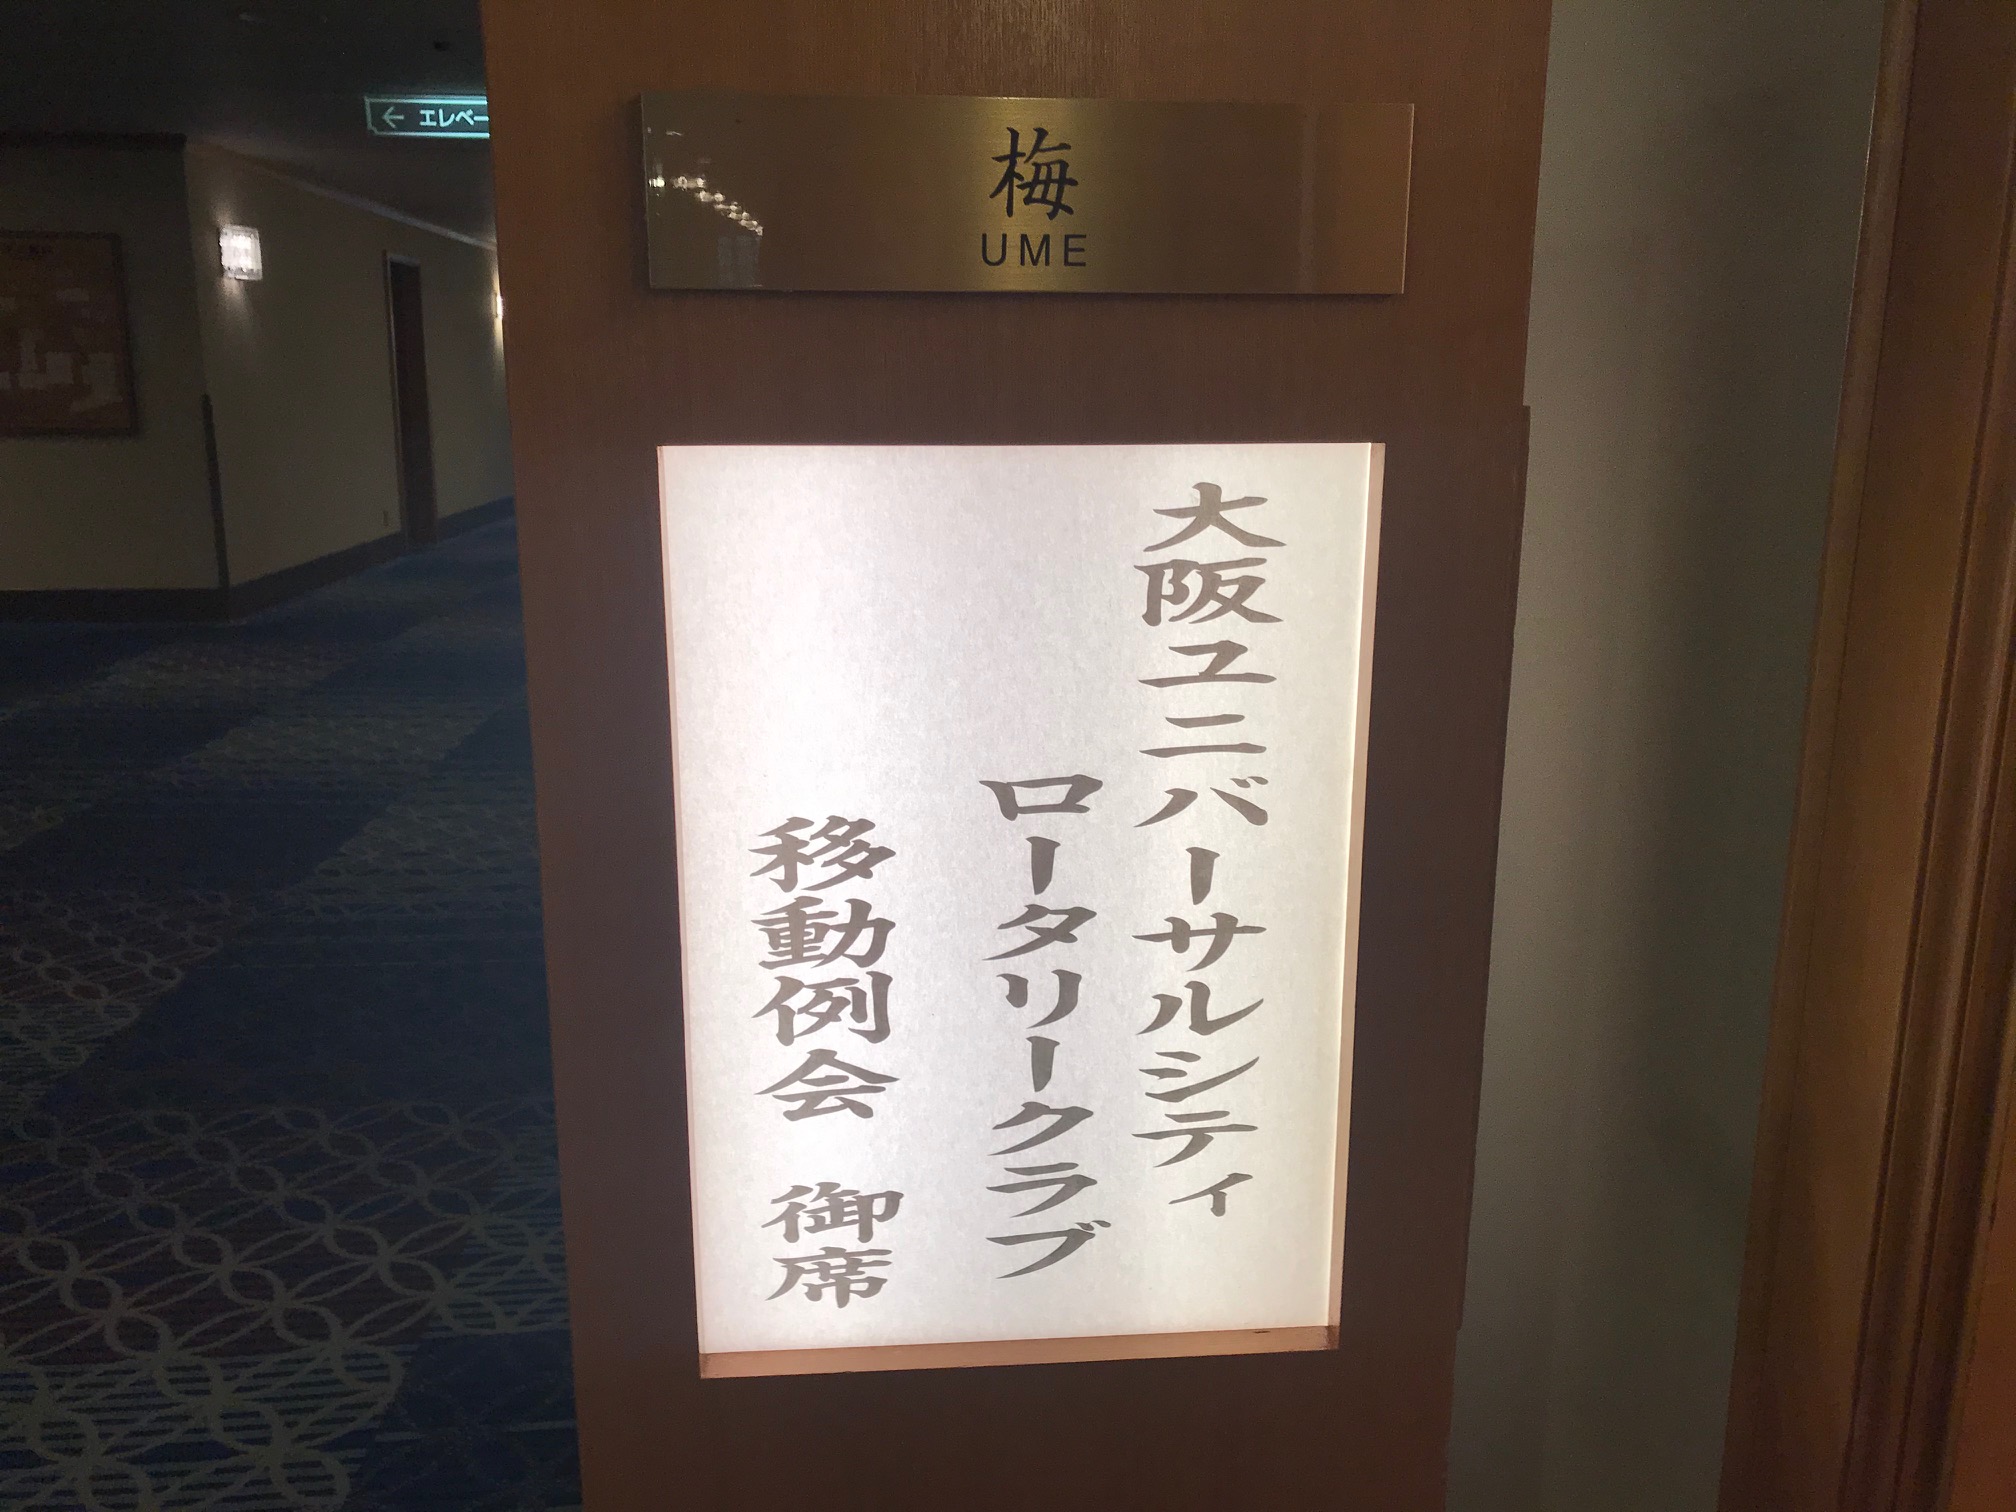 ← エレベー
梅
UME
大阪ユニバーサルシティ
ロータリークラブ
移動例会 御席